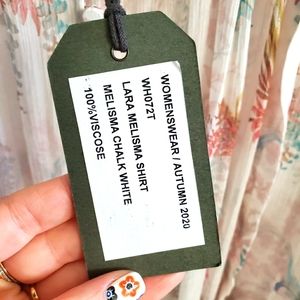 WOMENSWEAR / AUTUMN 2020
WH072T
LARA MELISMA SHIRT
MELISMA CHALK WHITE
100%VISCOSE